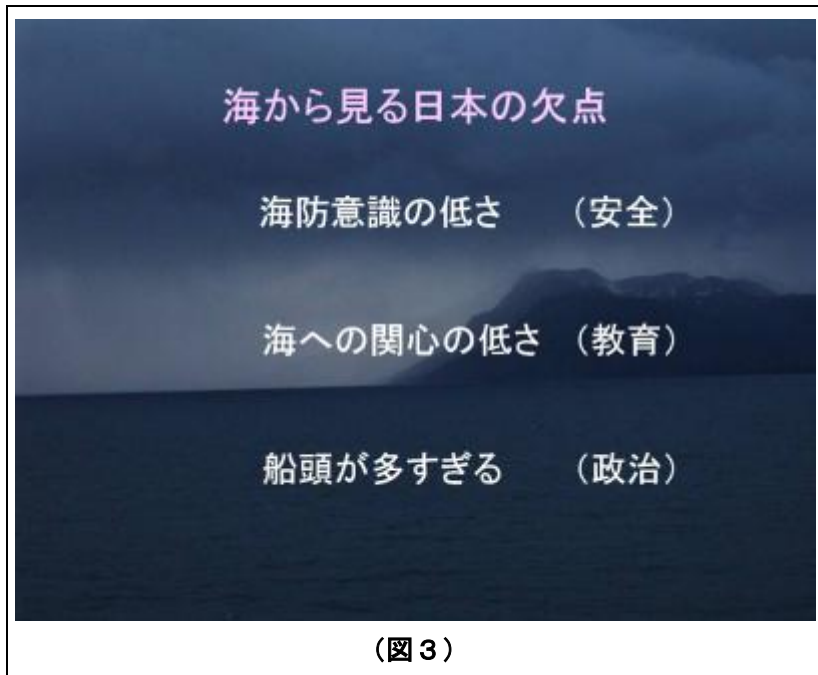 海から見る日本の欠点
海防意識の低さ （安全）
海への関心の低さ （教育）
船頭が多すぎる （政治）
（図３）